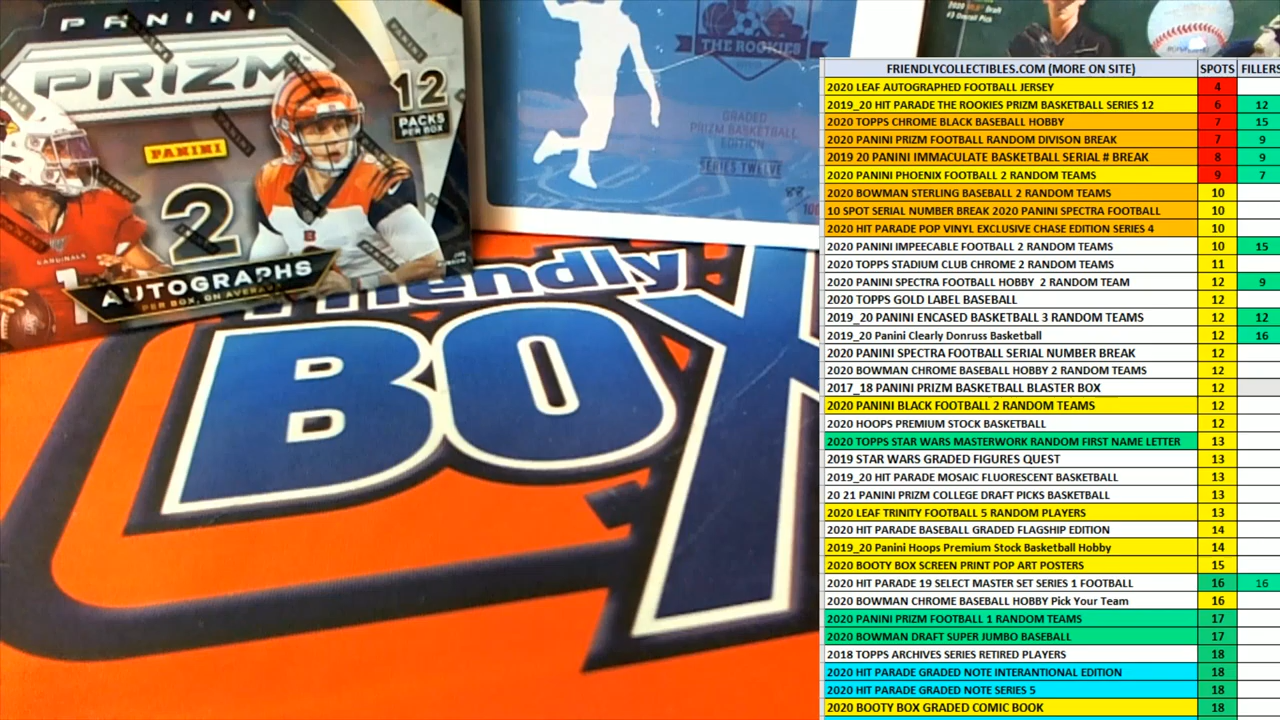 PANINI
PRIZM
12
PACKS
PER BOX
PANINI
2
AUTOGRAPHS
PER BOX, ON AVERAGE
CARDINALS
THE ROOKIES
GRADED
PRIZM BASKETBALL
EDITION
SERIES TWELVE
2020 MLB Draft
#3 Overall Pick
Friendly
BOX
FRIENDLYCOLLECTIBLES.COM (MORE ON SITE) SPOTS FILLERS
2020 LEAF AUTOGRAPHED FOOTBALL JERSEY 4
2019_20 HIT PARADE THE ROOKIES PRIZM BASKETBALL SERIES 12 6 12
2020 TOPPS CHROME BLACK BASEBALL HOBBY 7 15
2020 PANINI PRIZM FOOTBALL RANDOM DIVISON BREAK 7 9
2019 20 PANINI IMMACULATE BASKETBALL SERIAL # BREAK 8 9
2020 PANINI PHOENIX FOOTBALL 2 RANDOM TEAMS 9 7
2020 BOWMAN STERLING BASEBALL 2 RANDOM TEAMS 10
10 SPOT SERIAL NUMBER BREAK 2020 PANINI SPECTRA FOOTBALL 10
2020 HIT PARADE POP VINYL EXCLUSIVE CHASE EDITION SERIES 4 10
2020 PANINI IMPEECABLE FOOTBALL 2 RANDOM TEAMS 10 15
2020 TOPPS STADIUM CLUB CHROME 2 RANDOM TEAMS 11
2020 PANINI SPECTRA FOOTBALL HOBBY 2 RANDOM TEAM 12 9
2020 TOPPS GOLD LABEL BASEBALL 12
2019_20 PANINI ENCASED BASKETBALL 3 RANDOM TEAMS 12 12
2019_20 Panini Clearly Donruss Basketball 12 16
2020 PANINI SPECTRA FOOTBALL SERIAL NUMBER BREAK 12
2020 BOWMAN CHROME BASEBALL HOBBY 2 RANDOM TEAMS 12
2017_18 PANINI PRIZM BASKETBALL BLASTER BOX 12
2020 PANINI BLACK FOOTBALL 2 RANDOM TEAMS 12
2020 HOOPS PREMIUM STOCK BASKETBALL 12
2020 TOPPS STAR WARS MASTERWORK RANDOM FIRST NAME LETTER 13
2019 STAR WARS GRADED FIGURES QUEST 13
2019_20 HIT PARADE MOSAIC FLUORESCENT BASKETBALL 13
20 21 PANINI PRIZM COLLEGE DRAFT PICKS BASKETBALL 13
2020 LEAF TRINITY FOOTBALL 5 RANDOM PLAYERS 13
2020 HIT PARADE BASEBALL GRADED FLAGSHIP EDITION 14
2019_20 Panini Hoops Premium Stock Basketball Hobby 14
2020 BOOTY BOX SCREEN PRINT POP ART POSTERS 15
2020 HIT PARADE 19 SELECT MASTER SET SERIES 1 FOOTBALL 16 16
2020 BOWMAN CHROME BASEBALL HOBBY Pick Your Team 16
2020 PANINI PRIZM FOOTBALL 1 RANDOM TEAMS 17
2020 BOWMAN DRAFT SUPER JUMBO BASEBALL 17
2018 TOPPS ARCHIVES SERIES RETIRED PLAYERS 18
2020 HIT PARADE GRADED NOTE INTERANTIONAL EDITION 18
2020 HIT PARADE GRADED NOTE SERIES 5 18
2020 BOOTY BOX GRADED COMIC BOOK 18